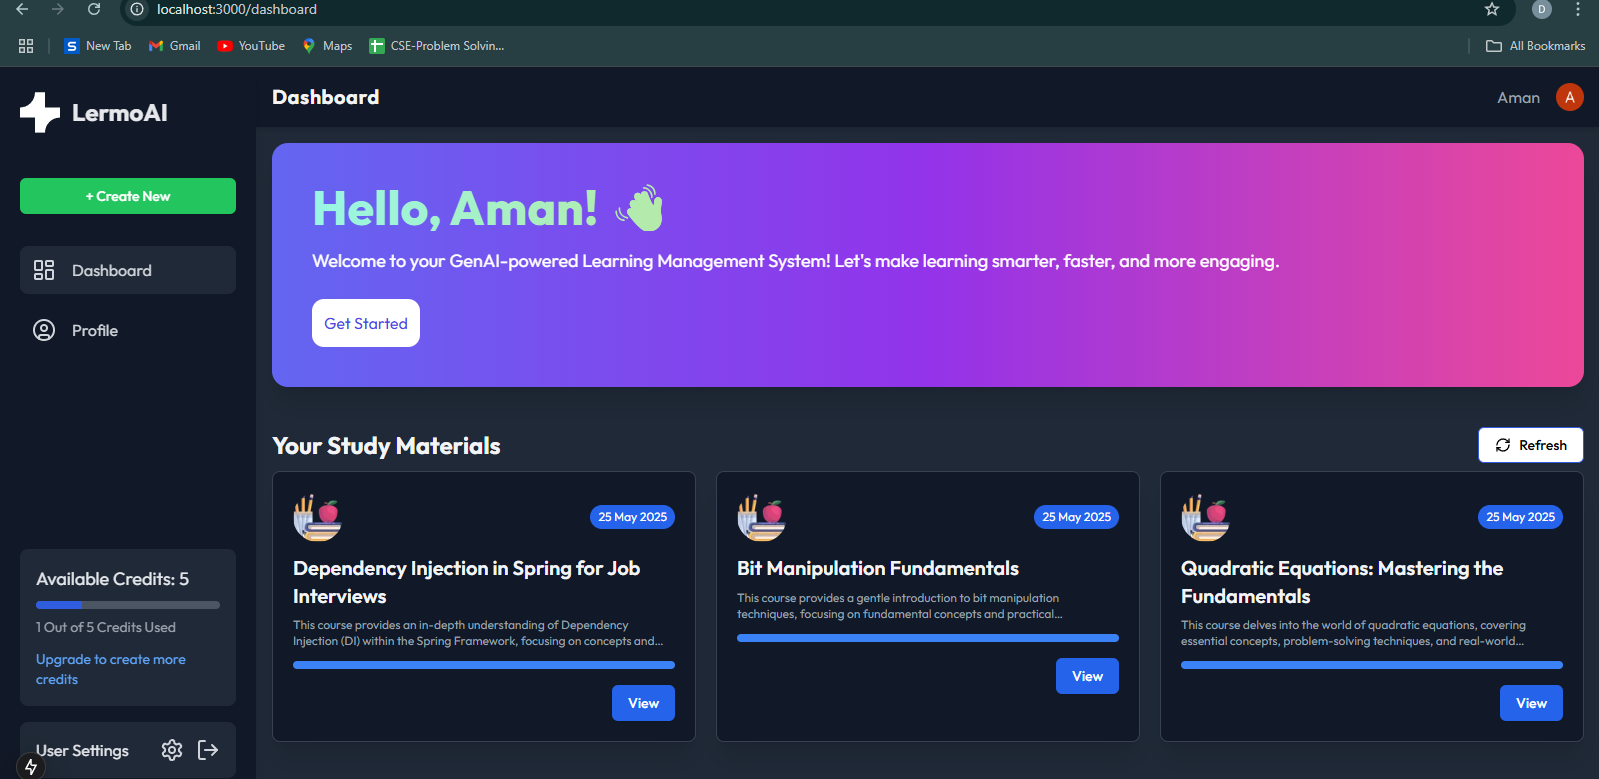 localhost:3000/dashboard
D
S New Tab
Gmail
YouTube
Maps
CSE-Problem Solvin...
All Bookmarks
LermoAI
+ Create New
Dashboard
Profile
Available Credits: 5
1 Out of 5 Credits Used
Upgrade to create more
credits
User Settings
Dashboard
Aman
A
Hello, Aman!
Welcome to your GenAI-powered Learning Management System! Let's make learning smarter, faster, and more engaging.
Get Started
Your Study Materials
Refresh
25 May 2025
Dependency Injection in Spring for Job
Interviews
This course provides an in-depth understanding of Dependency
Injection (DI) within the Spring Framework, focusing on concepts and...
View
25 May 2025
Bit Manipulation Fundamentals
This course provides a gentle introduction to bit manipulation
techniques, focusing on fundamental concepts and practical...
View
25 May 2025
Quadratic Equations: Mastering the
Fundamentals
This course delves into the world of quadratic equations, covering
essential concepts, problem-solving techniques, and real-world...
View